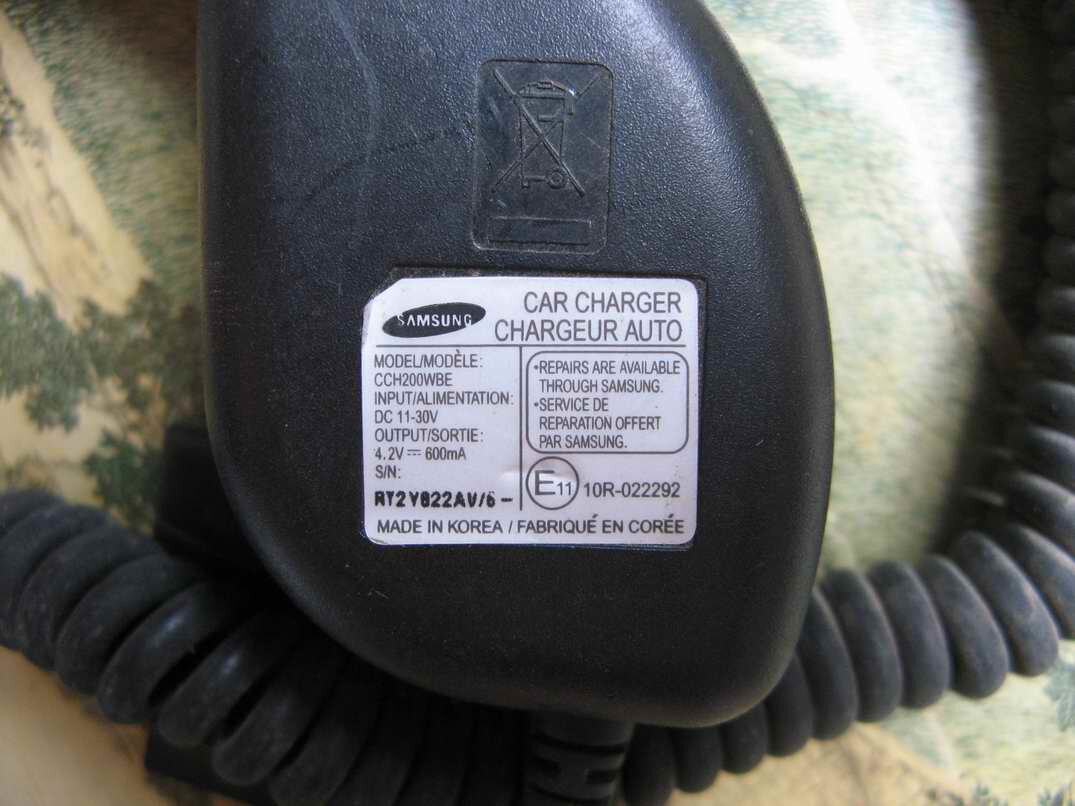 SAMSUNG
CAR CHARGER
CHARGEUR AUTO
MODEL/MODÈLE:
CCH200WBE
INPUT/ALIMENTATION:
DC 11-30V
OUTPUT/SORTIE:
4.2V⎓ 600mA
S/N:
RT2Y822AV/6-
•REPAIRS ARE AVAILABLE
THROUGH SAMSUNG.
•SERVICE DE
REPARATION OFFERT
PAR SAMSUNG.
E11 10R-022292
MADE IN KOREA / FABRIQUÉ EN CORÉE